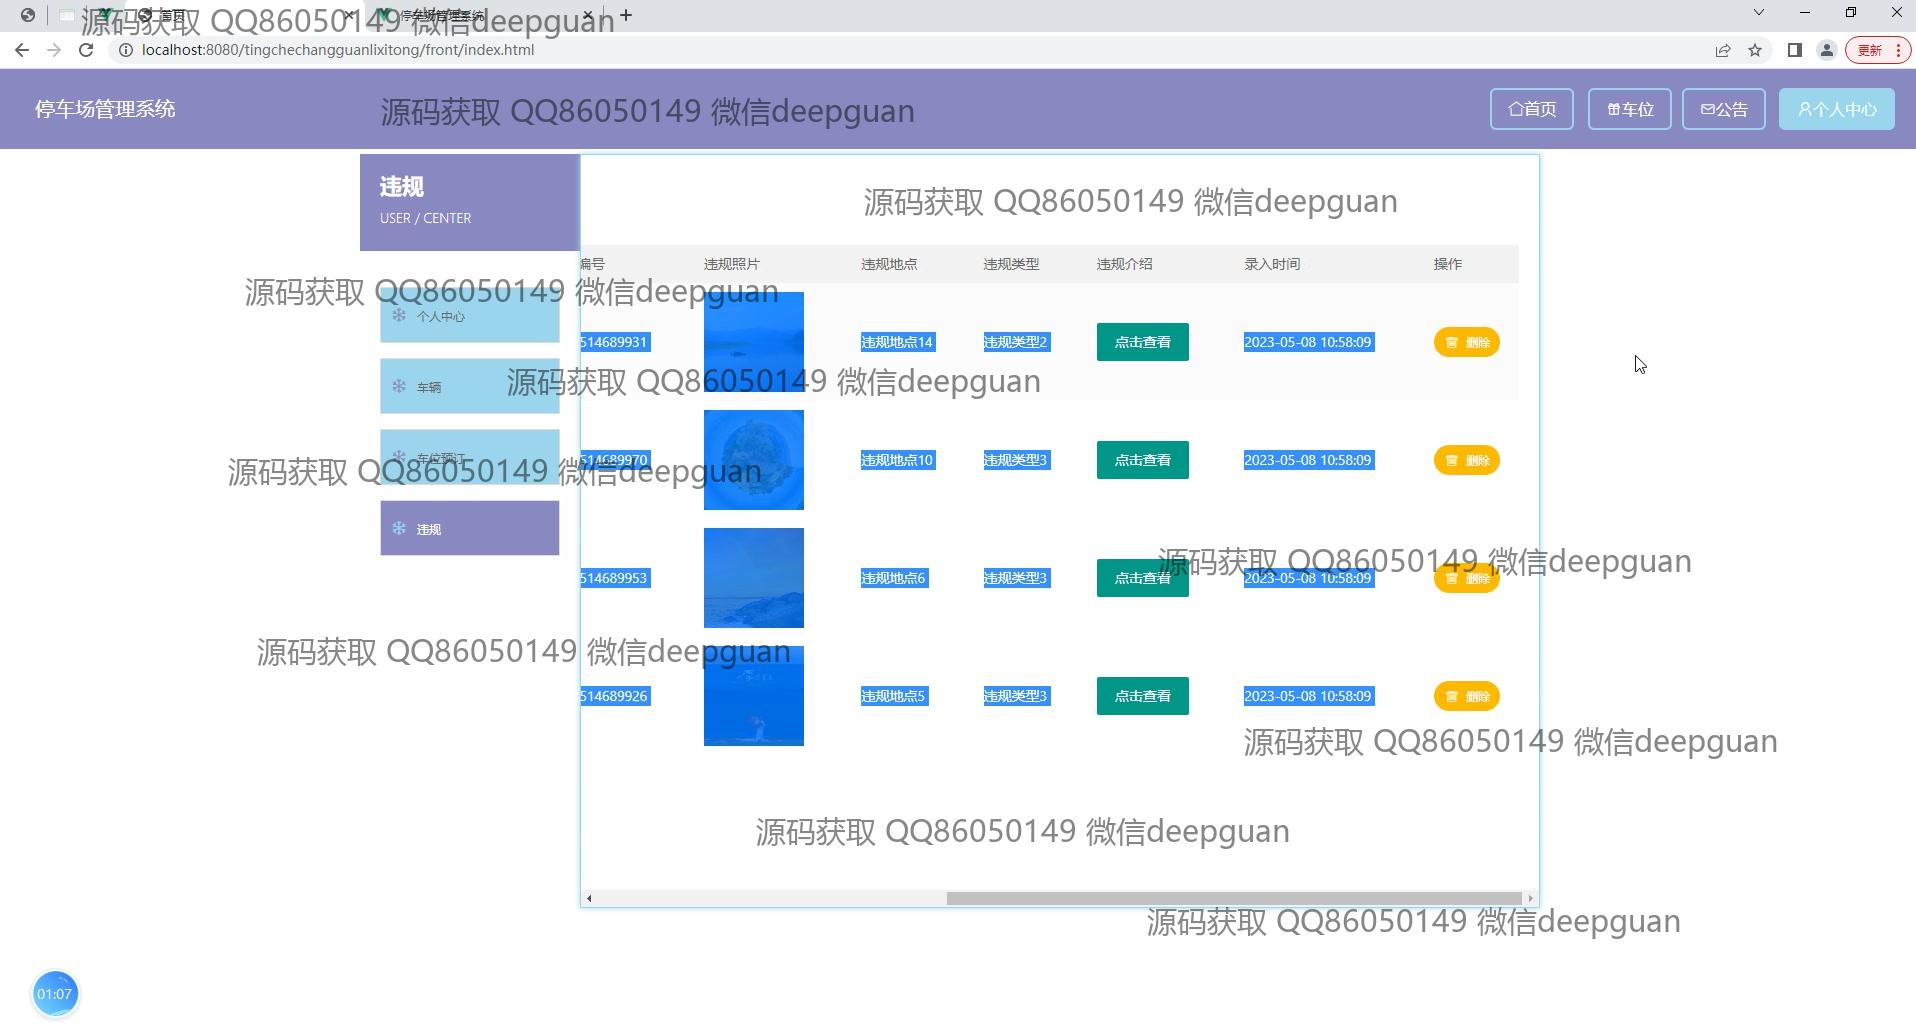 首页
停车场管理系统
源码获取 QQ86050149 微信deepguan
localhost:8080/tingchechangguanlixitong/front/index.html
更新
停车场管理系统
源码获取 QQ86050149 微信deepguan
首页
车位
公告
个人中心
违规
USER / CENTER
源码获取 QQ86050149 微信deepguan
编号 违规照片 违规地点 违规类型 违规介绍 录入时间 操作
源码获取 QQ86050149 微信deepguan
个人中心
514689931 违规地点14 违规类型2 点击查看 2023-05-08 10:58:09 删除
车辆
源码获取 QQ86050149 微信deepguan
车位预订
514689970 违规地点10 违规类型3 点击查看 2023-05-08 10:58:09 删除
源码获取 QQ86050149 微信deepguan
违规
源码获取 QQ86050149 微信deepguan
514689953 违规地点6 违规类型3 点击查看 2023-05-08 10:58:09 删除
源码获取 QQ86050149 微信deepguan
514689926 违规地点5 违规类型3 点击查看 2023-05-08 10:58:09 删除
源码获取 QQ86050149 微信deepguan
源码获取 QQ86050149 微信deepguan
源码获取 QQ86050149 微信deepguan
01:07